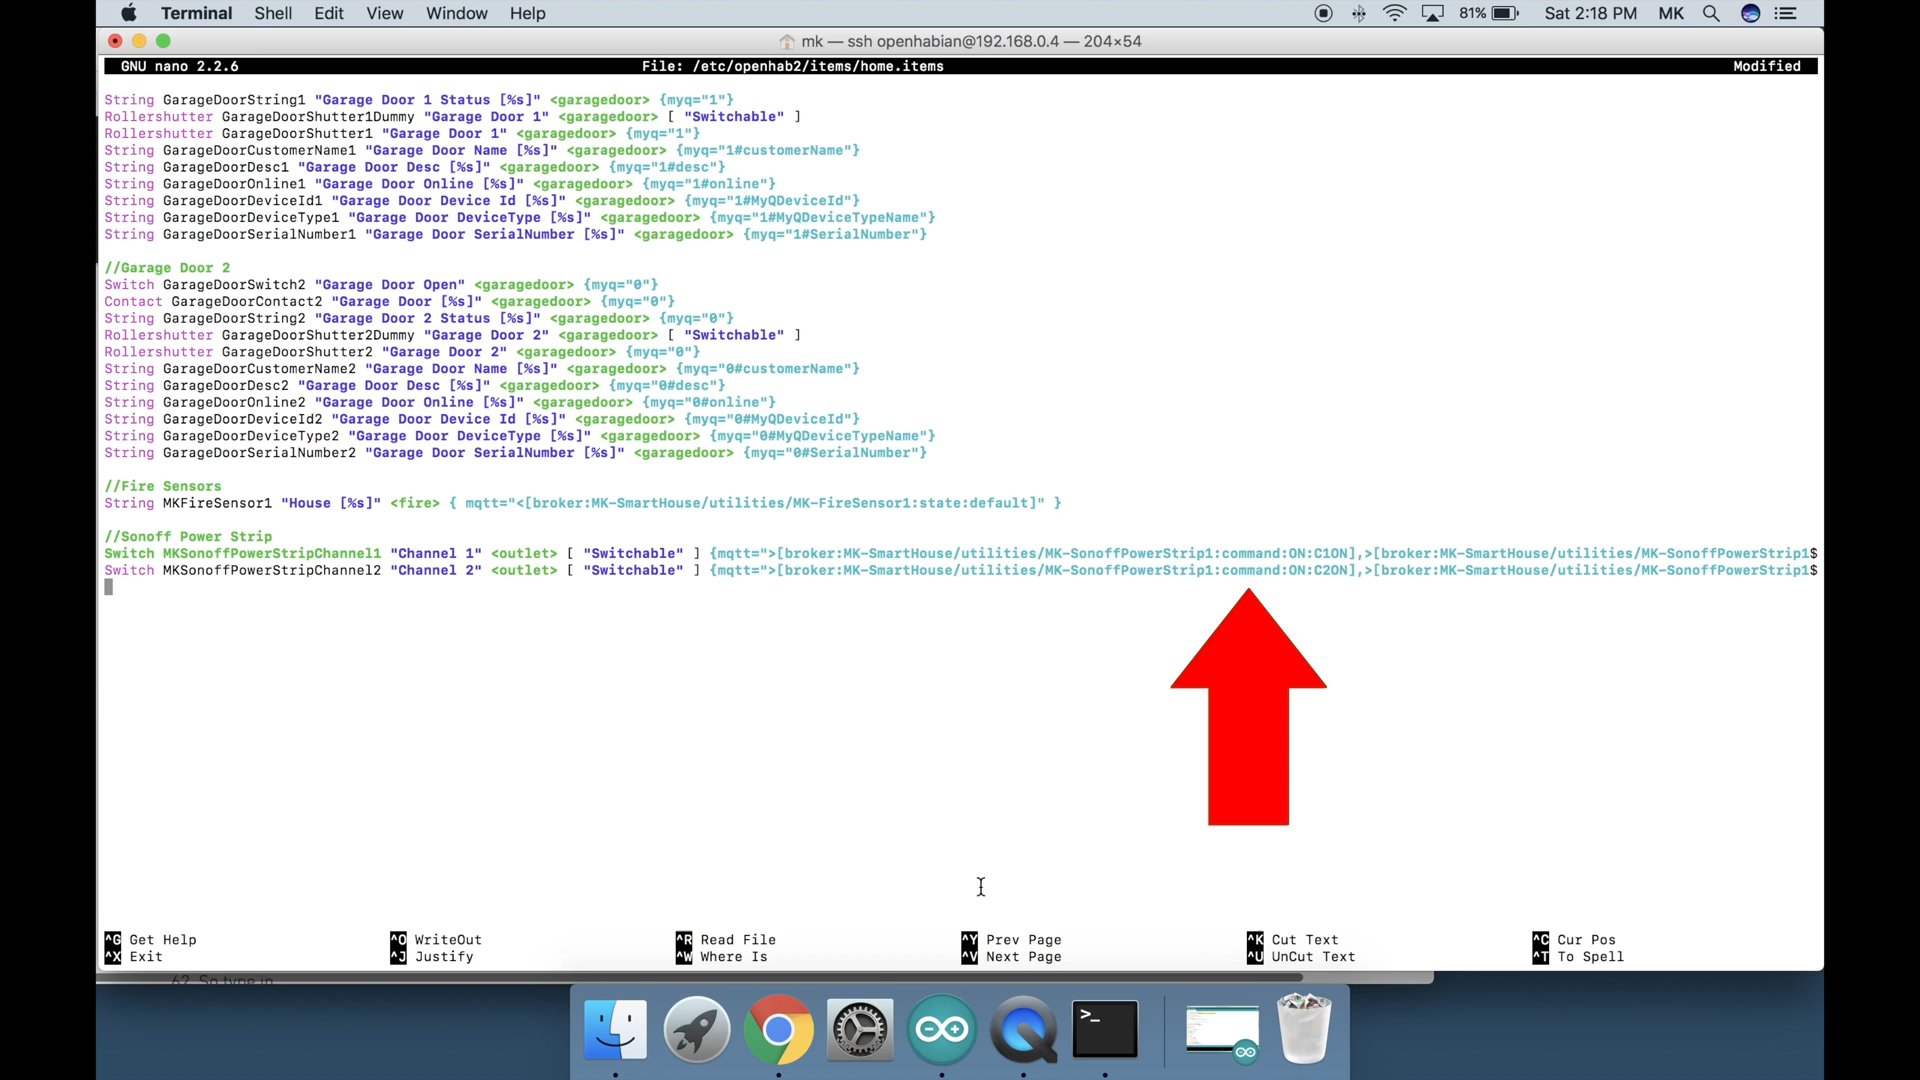 Terminal Shell Edit View Window Help 81% Sat 2:18 PM MK
mk — ssh openhabian@192.168.0.4 — 204×54
GNU nano 2.2.6 File: /etc/openhab2/items/home.items Modified
String GarageDoorString1 "Garage Door 1 Status [%s]" <garagedoor> {myq="1"}
Rollershutter GarageDoorShutter1Dummy "Garage Door 1" <garagedoor> [ "Switchable" ]
Rollershutter GarageDoorShutter1 "Garage Door 1" <garagedoor> {myq="1"}
String GarageDoorCustomerName1 "Garage Door Name [%s]" <garagedoor> {myq="1#customerName"}
String GarageDoorDesc1 "Garage Door Desc [%s]" <garagedoor> {myq="1#desc"}
String GarageDoorOnline1 "Garage Door Online [%s]" <garagedoor> {myq="1#online"}
String GarageDoorDeviceId1 "Garage Door Device Id [%s]" <garagedoor> {myq="1#MyQDeviceId"}
String GarageDoorDeviceType1 "Garage Door DeviceType [%s]" <garagedoor> {myq="1#MyQDeviceTypeName"}
String GarageDoorSerialNumber1 "Garage Door SerialNumber [%s]" <garagedoor> {myq="1#SerialNumber"}
//Garage Door 2
Switch GarageDoorSwitch2 "Garage Door Open" <garagedoor> {myq="0"}
Contact GarageDoorContact2 "Garage Door [%s]" <garagedoor> {myq="0"}
String GarageDoorString2 "Garage Door 2 Status [%s]" <garagedoor> {myq="0"}
Rollershutter GarageDoorShutter2Dummy "Garage Door 2" <garagedoor> [ "Switchable" ]
Rollershutter GarageDoorShutter2 "Garage Door 2" <garagedoor> {myq="0"}
String GarageDoorCustomerName2 "Garage Door Name [%s]" <garagedoor> {myq="0#customerName"}
String GarageDoorDesc2 "Garage Door Desc [%s]" <garagedoor> {myq="0#desc"}
String GarageDoorOnline2 "Garage Door Online [%s]" <garagedoor> {myq="0#online"}
String GarageDoorDeviceId2 "Garage Door Device Id [%s]" <garagedoor> {myq="0#MyQDeviceId"}
String GarageDoorDeviceType2 "Garage Door DeviceType [%s]" <garagedoor> {myq="0#MyQDeviceTypeName"}
String GarageDoorSerialNumber2 "Garage Door SerialNumber [%s]" <garagedoor> {myq="0#SerialNumber"}
//Fire Sensors
String MKFireSensor1 "House [%s]" <fire> { mqtt="<[broker:MK-SmartHouse/utilities/MK-FireSensor1:state:default]" }
//Sonoff Power Strip
Switch MKSonoffPowerStripChannel1 "Channel 1" <outlet> [ "Switchable" ] {mqtt=">[broker:MK-SmartHouse/utilities/MK-SonoffPowerStrip1:command:ON:C1ON],>[broker:MK-SmartHouse/utilities/MK-SonoffPowerStrip1$
Switch MKSonoffPowerStripChannel2 "Channel 2" <outlet> [ "Switchable" ] {mqtt=">[broker:MK-SmartHouse/utilities/MK-SonoffPowerStrip1:command:ON:C2ON],>[broker:MK-SmartHouse/utilities/MK-SonoffPowerStrip1$
^G Get Help ^O WriteOut ^R Read File ^Y Prev Page ^K Cut Text ^C Cur Pos
^X Exit ^J Justify ^W Where Is ^V Next Page ^U UnCut Text ^T To Spell
62. So type in
>_